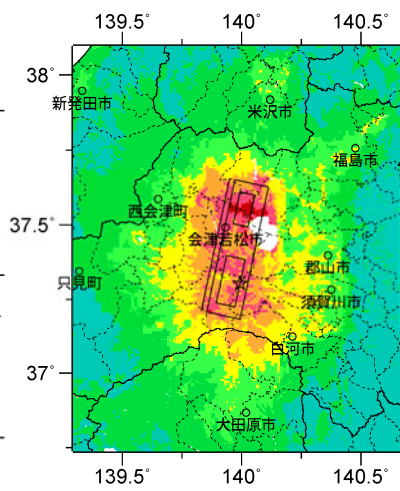 139.5° 140° 140.5°
38°
新発田市
米沢市
福島市
西会津町
37.5°
会津若松市
郡山市
只見町
須賀川市
白河市
37°
大田原市
139.5° 140° 140.5°